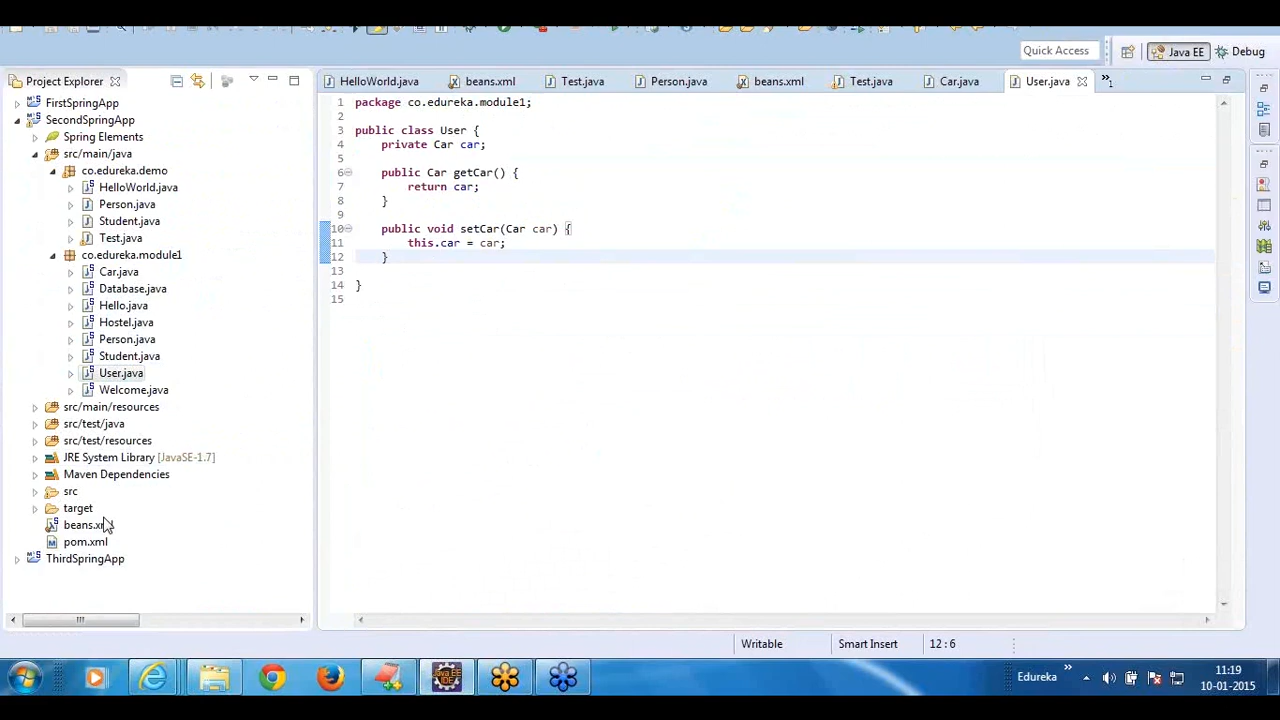 Quick Access
Java EE
Debug
Project Explorer
HelloWorld.java
beans.xml
Test.java
Person.java
beans.xml
Test.java
Car.java
User.java
1
FirstSpringApp
SecondSpringApp
Spring Elements
src/main/java
co.edureka.demo
HelloWorld.java
Person.java
Student.java
Test.java
co.edureka.module1
Car.java
Database.java
Hello.java
Hostel.java
Person.java
Student.java
User.java
Welcome.java
src/main/resources
src/test/java
src/test/resources
JRE System Library [JavaSE-1.7]
Maven Dependencies
src
target
beans.xml
pom.xml
ThirdSpringApp
1 package co.edureka.module1;
2
3 public class User {
4 private Car car;
5
6 public Car getCar() {
7 return car;
8 }
9
10 public void setCar(Car car) {
11 this.car = car;
12 }
13
14 }
15
Writable
Smart Insert
12:6
Java EE
IDE
Edureka
11:19
10-01-2015